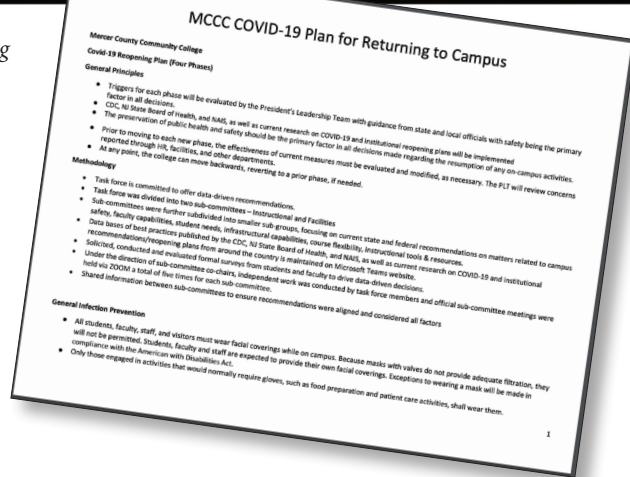 g
MCCC COVID-19 Plan for Returning to Campus
Mercer County Community College
Covid-19 Reopening Plan (Four Phases)
General Principles
• Triggers for each phase will be evaluated by the President's Leadership Team with guidance from state and local officials with safety being the primary
factor in all decisions.
• CDC, NJ State Board of Health, and NAIS, as well as current research on COVID-19 and institutional reopening plans will be implemented
• The preservation of public health and safety should be the primary factor in all decisions made regarding the resumption of any on-campus activities.
• Prior to moving to each new phase, the effectiveness of current measures must be evaluated and modified, as necessary. The PLT will review concerns
reported through HR, facilities, and other departments.
• At any point, the college can move backwards, reverting to a prior phase, if needed.
Methodology
• Task force is committed to offer data-driven recommendations.
• Task force was divided into two sub-committees – Instructional and Facilities
• Sub-committees were further subdivided into smaller sub-groups, focusing on current state and federal recommendations on matters related to campus
safety, faculty capabilities, student needs, infrastructural capabilities, course flexibility, instructional tools & resources.
• Data bases of best practices published by the CDC, NJ State Board of Health, and NAIS, as well as current research on COVID-19 and institutional
recommendations/reopening plans from around the country is maintained on Microsoft Teams website.
• Solicited, conducted and evaluated formal surveys from students and faculty to drive data-driven decisions.
• Under the direction of sub-committee co-chairs, independent work was conducted by task force members and official sub-committee meetings were
held via ZOOM a total of five times for each sub-committee.
• Shared information between sub-committees to ensure recommendations were aligned and considered all factors
General Infection Prevention
• All students, faculty, staff, and visitors must wear facial coverings while on campus. Because masks with valves do not provide adequate filtration, they
will not be permitted. Students, faculty and staff are expected to provide their own facial coverings. Exceptions to wearing a mask will be made in
compliance with the American with Disabilities Act.
• Only those engaged in activities that would normally require gloves, such as food preparation and patient care activities, shall wear them.
1